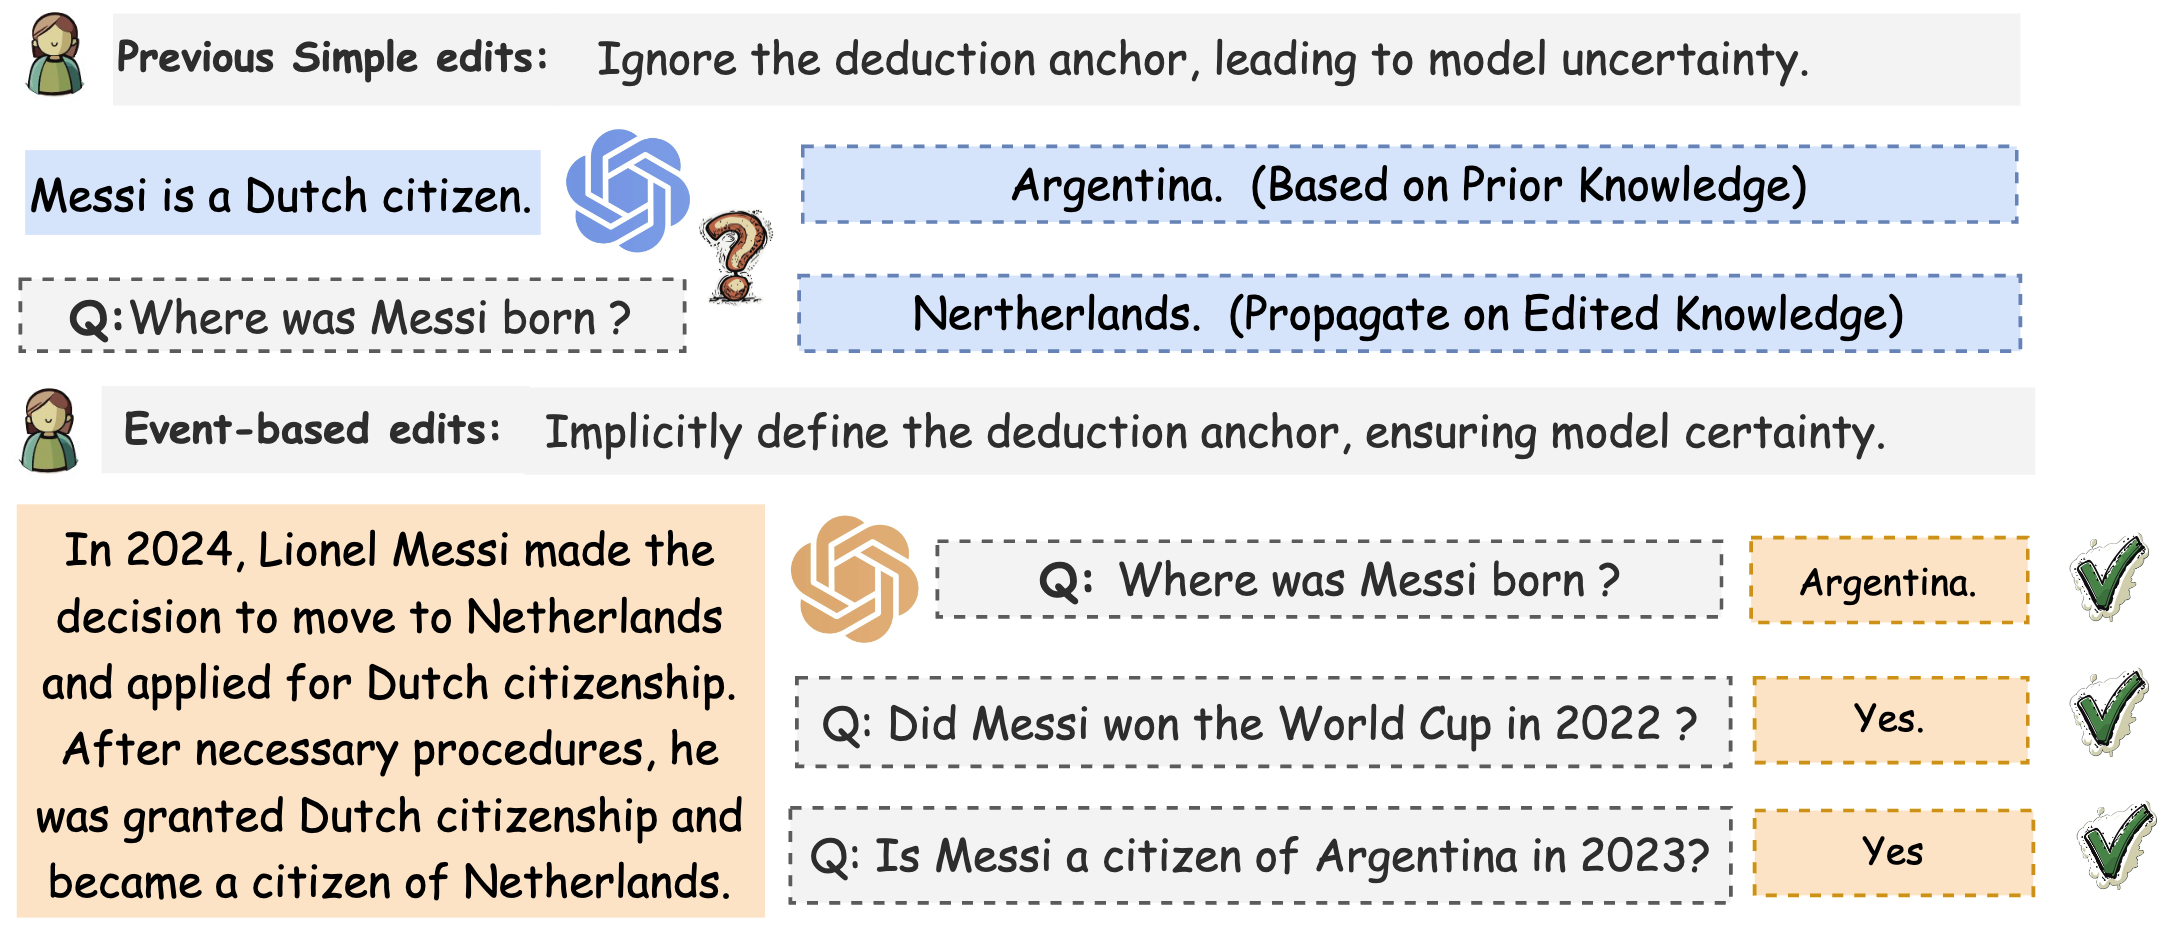 Previous Simple edits: Ignore the deduction anchor, leading to model uncertainty.
Messi is a Dutch citizen.
Argentina. (Based on Prior Knowledge)
Q:Where was Messi born ?
Nertherlands. (Propagate on Edited Knowledge)
Event-based edits: Implicitly define the deduction anchor, ensuring model certainty.
In 2024, Lionel Messi made the
decision to move to Netherlands
and applied for Dutch citizenship.
After necessary procedures, he
was granted Dutch citizenship and
became a citizen of Netherlands.
Q: Where was Messi born ?
Argentina.
Q: Did Messi won the World Cup in 2022 ?
Yes.
Q: Is Messi a citizen of Argentina in 2023?
Yes